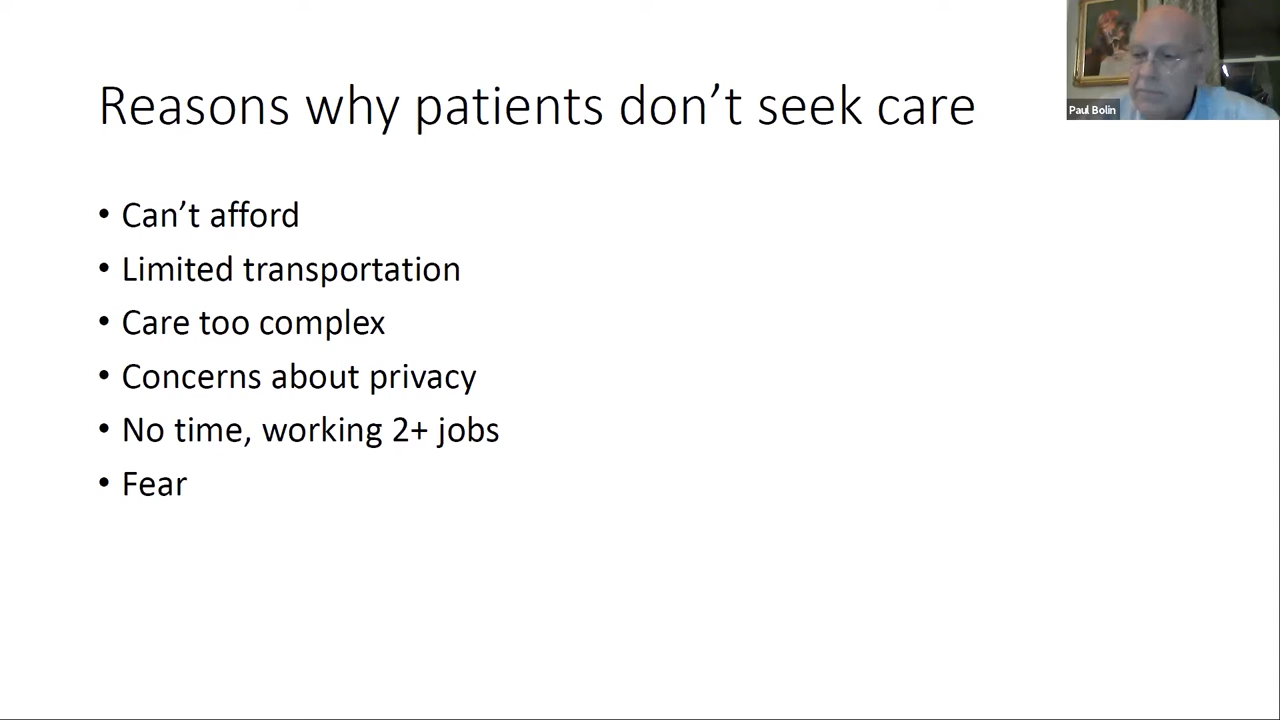 Reasons why patients don’t seek care
Paul Bolin
• Can’t afford
• Limited transportation
• Care too complex
• Concerns about privacy
• No time, working 2+ jobs
• Fear